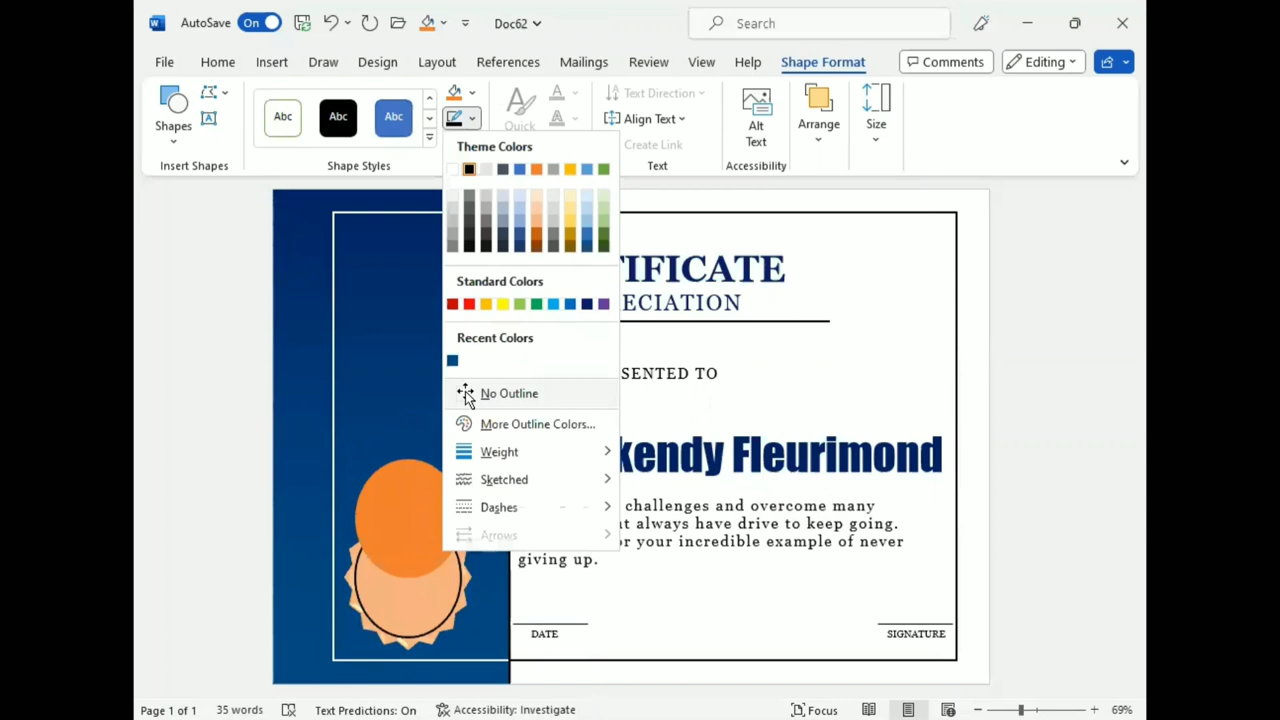 AutoSave On Doc62 Search
File Home Insert Draw Design Layout References Mailings Review View Help Shape Format Comments Editing
Abc Abc Abc
Shapes
Quick
Text Direction
Align Text
Create Link
Alt
Text
Arrange
Size
Insert Shapes Shape Styles Text Accessibility
Theme Colors
Standard Colors
Recent Colors
No Outline
More Outline Colors...
Weight
Sketched
Dashes
Arrows
TIFICATE
ECIATION
SENTED TO
kendy Fleurimond
challenges and overcome many
t always have drive to keep going.
or your incredible example of never
giving up.
DATE SIGNATURE
Page 1 of 1 35 words Text Predictions: On Accessibility: Investigate Focus 69%